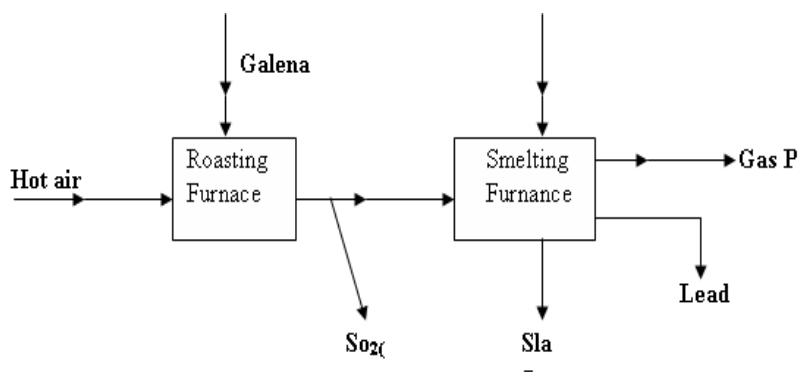 Galena
Roasting
Furnace
Smelting
Furnance
Gas P
Hot air
Lead
So₂(
Sla